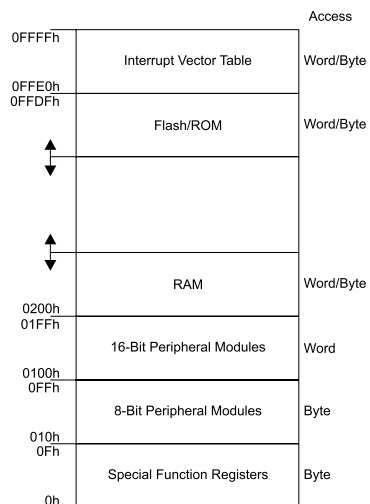 Access
0FFFFh
Interrupt Vector Table Word/Byte
0FFE0h
0FFDFh
Flash/ROM Word/Byte
RAM Word/Byte
0200h
01FFh
16-Bit Peripheral Modules Word
0100h
0FFh
8-Bit Peripheral Modules Byte
010h
0Fh
Special Function Registers Byte
0h